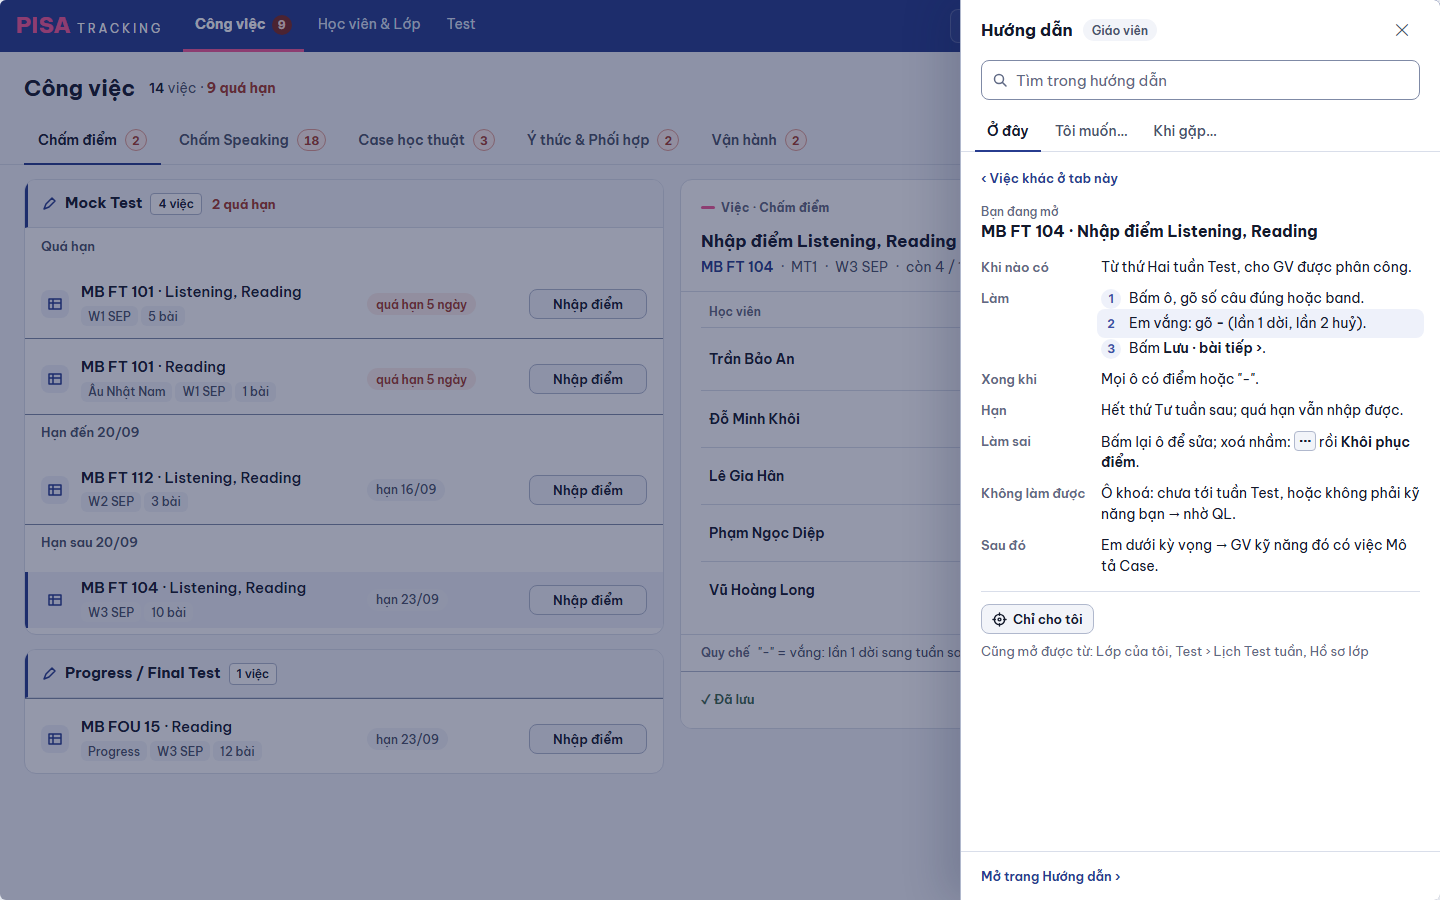 PISA TRACKING
Công việc 9
Học viên & Lớp
Test
Công việc 14 việc · 9 quá hạn
Chấm điểm 2
Chấm Speaking 18
Case học thuật 3
Ý thức & Phối hợp 2
Vận hành 2
Mock Test 4 việc 2 quá hạn
Quá hạn
MB FT 101 · Listening, Reading
W1 SEP 5 bài
quá hạn 5 ngày
Nhập điểm
MB FT 101 · Reading
Âu Nhật Nam W1 SEP 1 bài
quá hạn 5 ngày
Nhập điểm
Hạn đến 20/09
MB FT 112 · Listening, Reading
W2 SEP 3 bài
hạn 16/09
Nhập điểm
Hạn sau 20/09
MB FT 104 · Listening, Reading
W3 SEP 10 bài
hạn 23/09
Nhập điểm
Progress / FInal Test 1 việc
MB FOU 15 · Reading
Progress W3 SEP 12 bài
hạn 23/09
Nhập điểm
Việc · Chấm điểm
Nhập điểm Listening, Reading
MB FT 104 · MT1 · W3 SEP · còn 4 /
Học viên
Trần Bảo An
Đỗ Minh Khôi
Lê Gia Hân
Phạm Ngọc Diệp
Vũ Hoàng Long
Quy chế "-" = vắng: lần 1 dời sang tuần
✓ Đã lưu
Hướng dẫn Giáo viên
Tìm trong hướng dẫn
Ở đây
Tôi muốn...
Khi gặp...
‹ Việc khác ở tab này
Bạn đang mở
MB FT 104 · Nhập điểm Listening, Reading
Khi nào có Từ thứ Hai tuần Test, cho GV được phân công.
Làm 1 Bấm ô, gõ số câu đúng hoặc band.
2 Em vắng: gõ - (lần 1 dời, lần 2 huỷ).
3 Bấm Lưu · bài tiếp ›.
Xong khi Mọi ô có điểm hoặc "-".
Hạn Hết thứ Tư tuần sau; quá hạn vẫn nhập được.
Làm sai Bấm lại ô để sửa; xoá nhầm: ··· rồi Khôi phục
điểm.
Không làm được Ô khoá: chưa tới tuần Test, hoặc không phải kỹ
năng bạn → nhờ QL.
Sau đó Em dưới kỳ vọng → GV kỹ năng đó có việc Mô
tả Case.
Chỉ cho tôi
Cũng mở được từ: Lớp của tôi, Test › Lịch Test tuần, Hồ sơ lớp
Mở trang Hướng dẫn ›